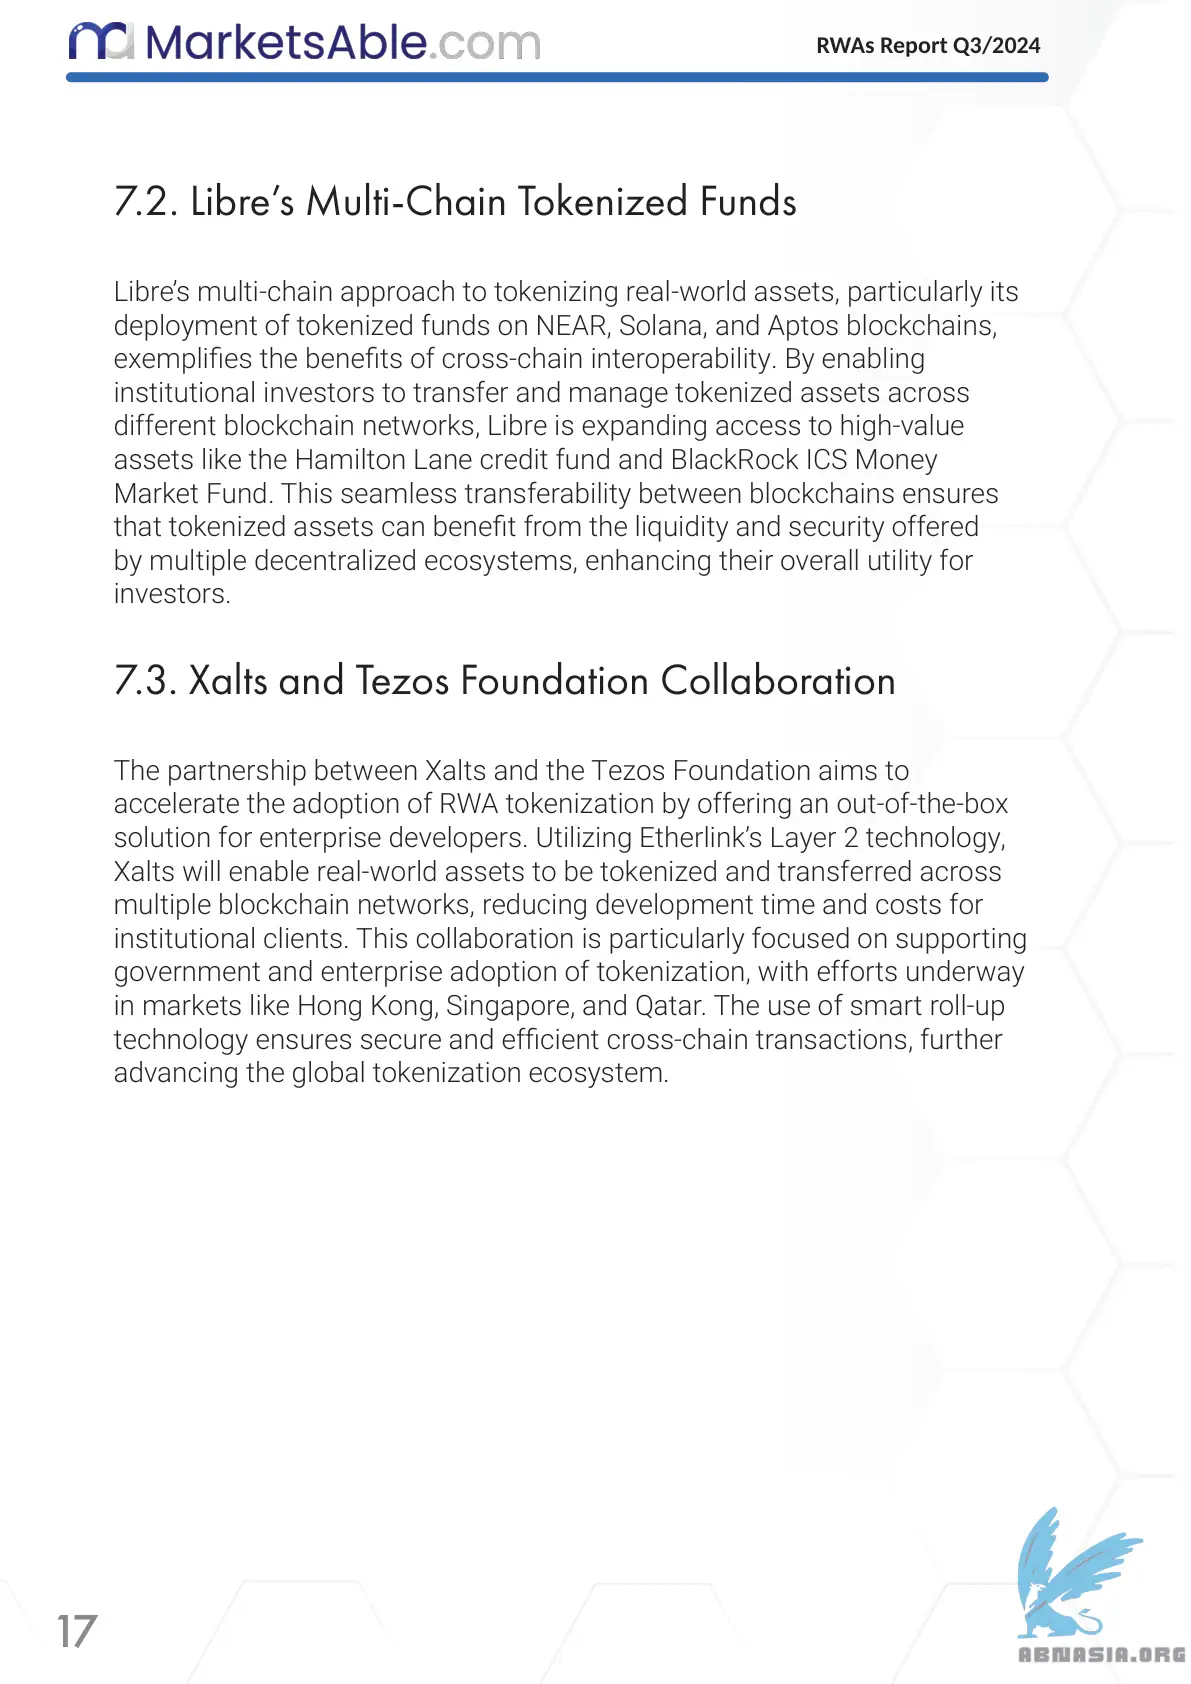 MarketsAble.com
RWAs Report Q3/2024
7.2. Libre’s Multi-Chain Tokenized Funds
Libre’s multi-chain approach to tokenizing real-world assets, particularly its
deployment of tokenized funds on NEAR, Solana, and Aptos blockchains,
exemplifies the benefits of cross-chain interoperability. By enabling
institutional investors to transfer and manage tokenized assets across
different blockchain networks, Libre is expanding access to high-value
assets like the Hamilton Lane credit fund and BlackRock ICS Money
Market Fund. This seamless transferability between blockchains ensures
that tokenized assets can benefit from the liquidity and security offered
by multiple decentralized ecosystems, enhancing their overall utility for
investors.
7.3. Xalts and Tezos Foundation Collaboration
The partnership between Xalts and the Tezos Foundation aims to
accelerate the adoption of RWA tokenization by offering an out-of-the-box
solution for enterprise developers. Utilizing Etherlink’s Layer 2 technology,
Xalts will enable real-world assets to be tokenized and transferred across
multiple blockchain networks, reducing development time and costs for
institutional clients. This collaboration is particularly focused on supporting
government and enterprise adoption of tokenization, with efforts underway
in markets like Hong Kong, Singapore, and Qatar. The use of smart roll-up
technology ensures secure and efficient cross-chain transactions, further
advancing the global tokenization ecosystem.
17
ABNASIA.ORG